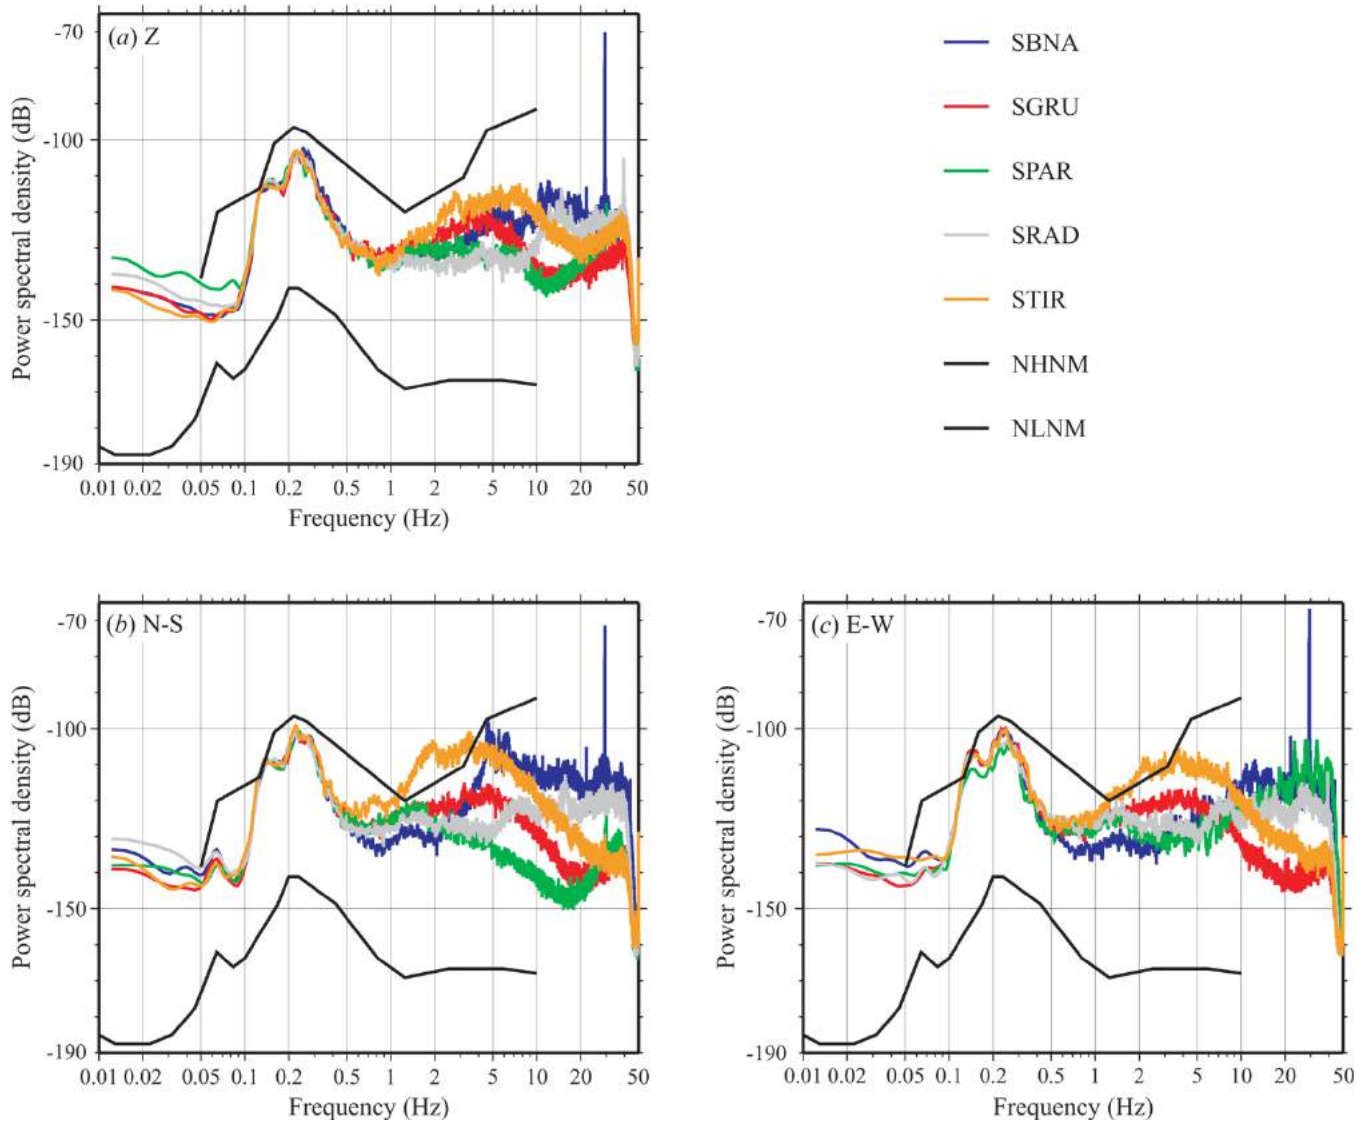 (a) Z
Power spectral density (dB)
-70
-100
-150
-190
0.01 0.02 0.05 0.1 0.2 0.5 1 2 5 10 20 50
Frequency (Hz)
SBNA
SGRU
SPAR
SRAD
STIR
NHNM
NLNM
(b) N-S
Power spectral density (dB)
-70
-100
-150
-190
0.01 0.02 0.05 0.1 0.2 0.5 1 2 5 10 20 50
Frequency (Hz)
(c) E-W
Power spectral density (dB)
-70
-100
-150
-190
0.01 0.02 0.05 0.1 0.2 0.5 1 2 5 10 20 50
Frequency (Hz)